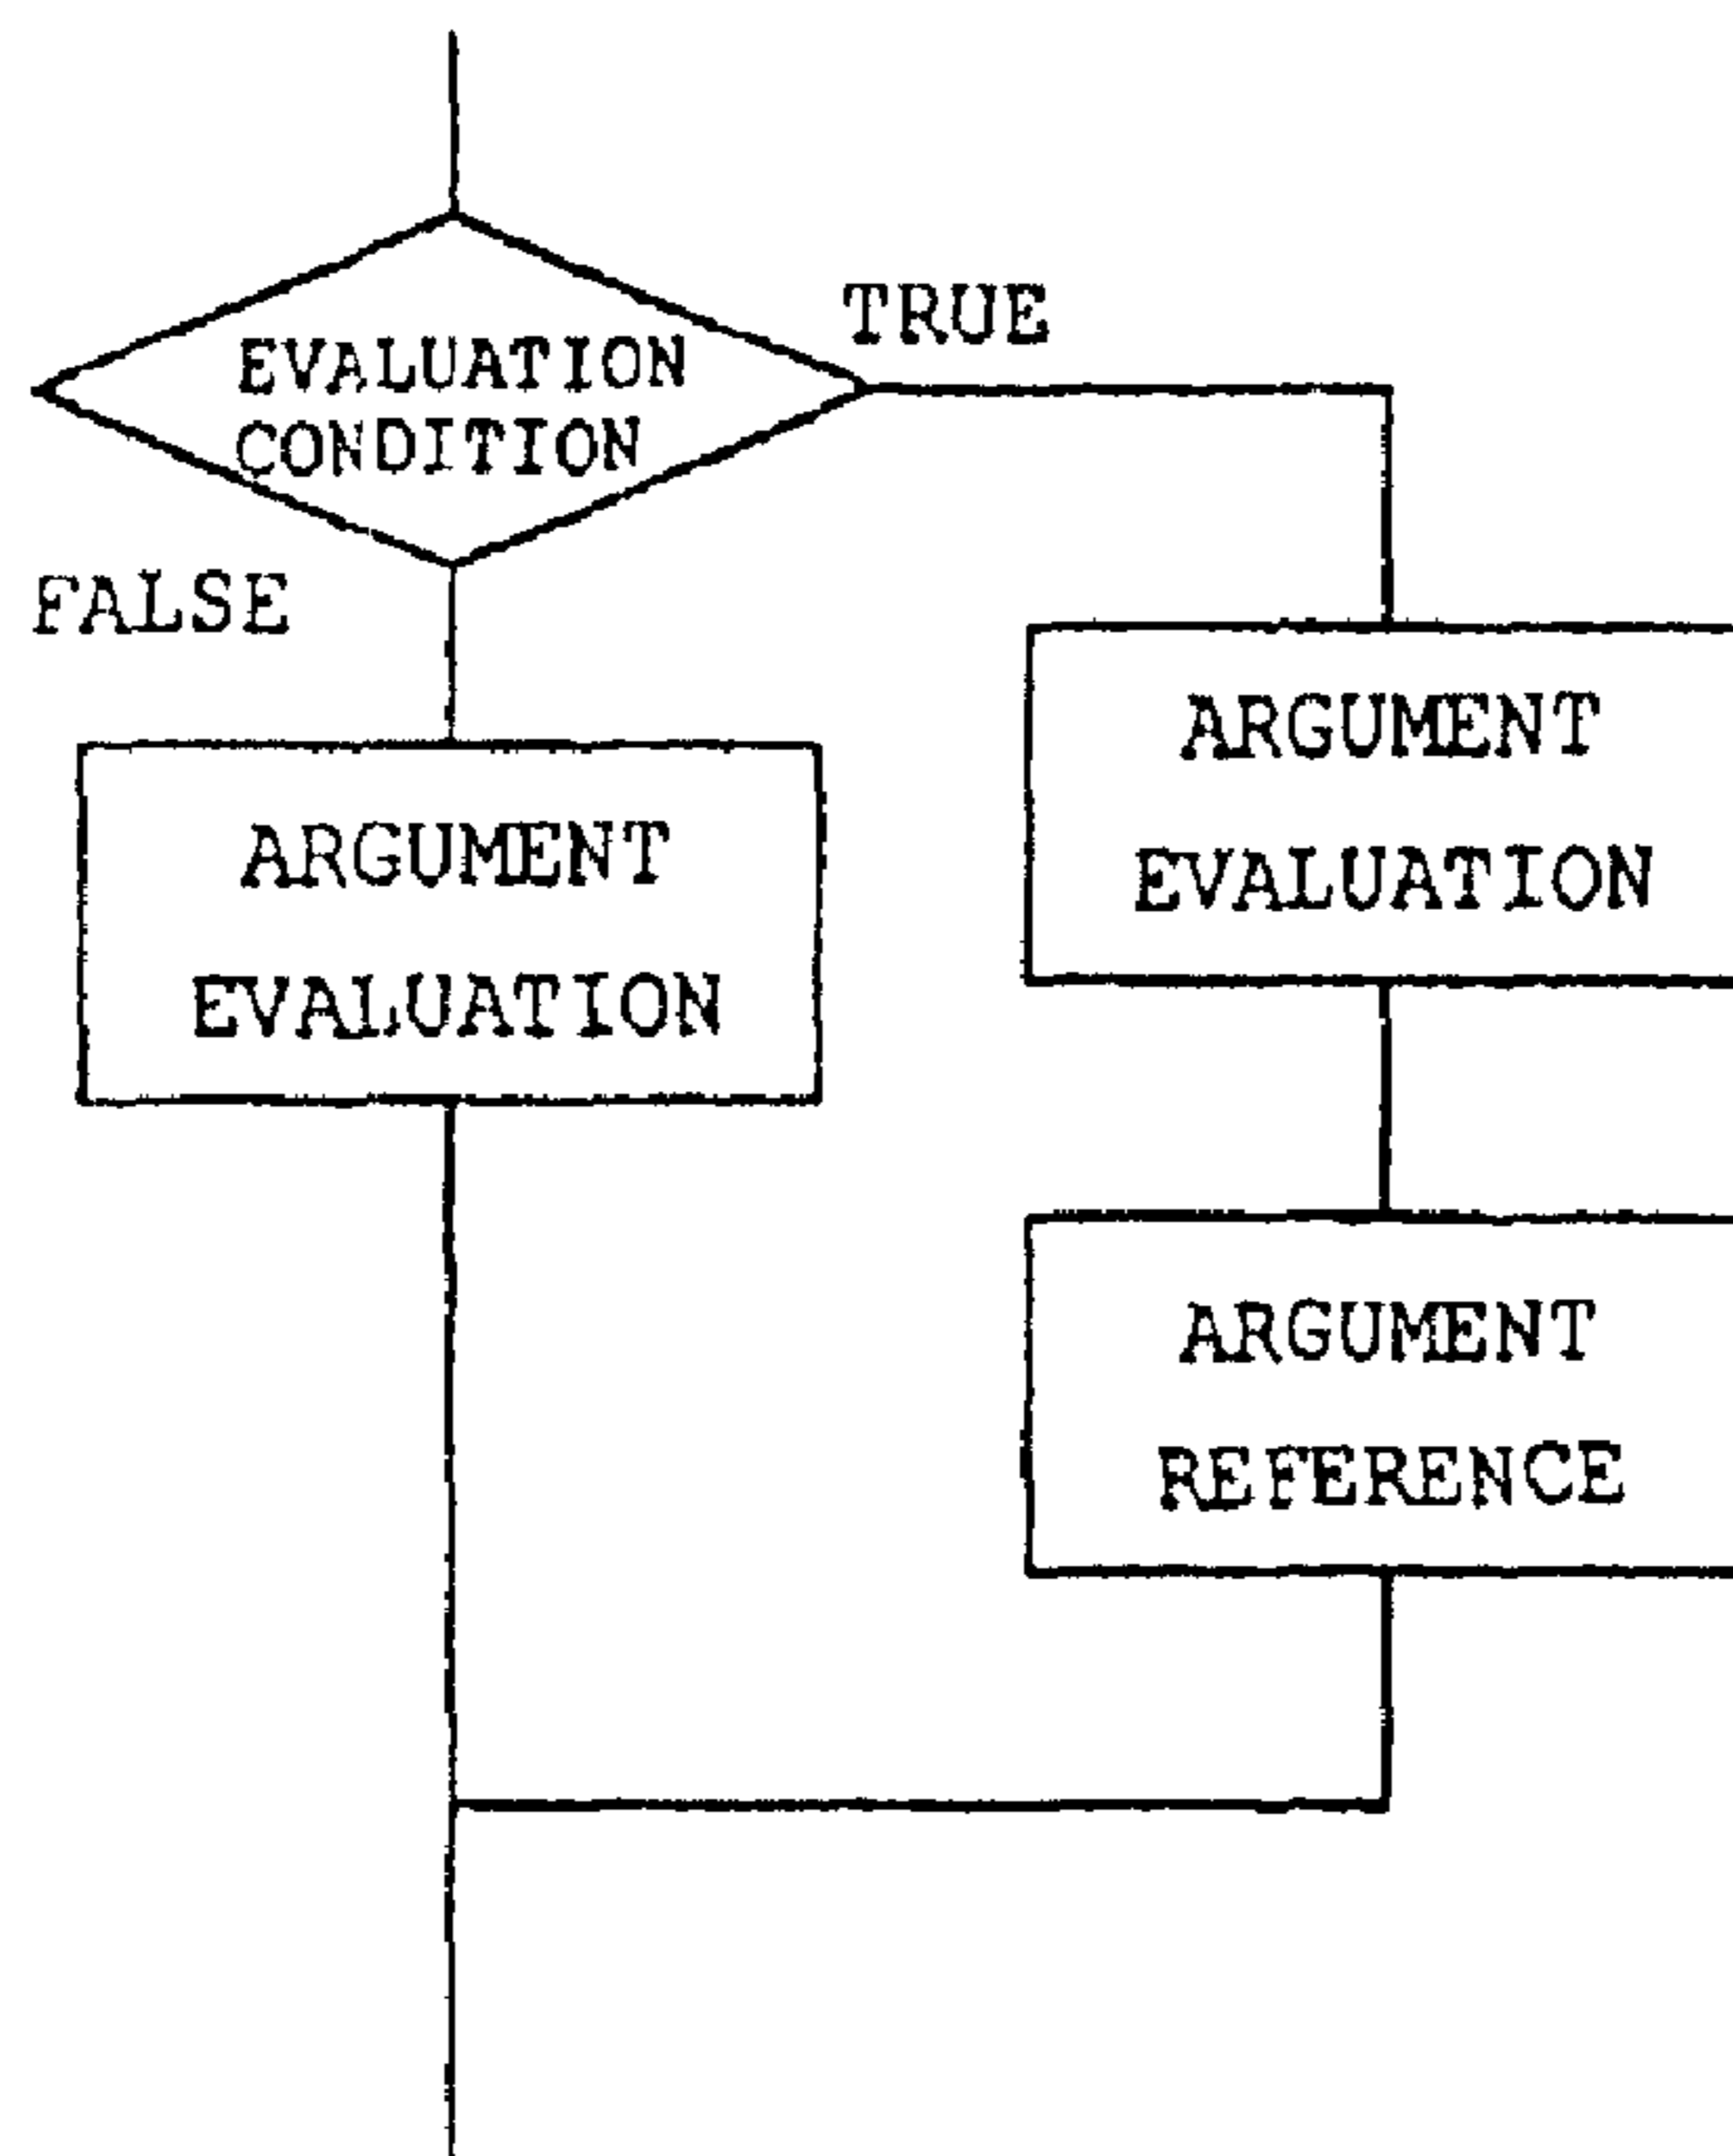 TRUE
EVALUATION
CONDITION
FALSE
ARGUMENT
EVALUATION
ARGUMENT
EVALUATION
ARGUMENT
REFERENCE